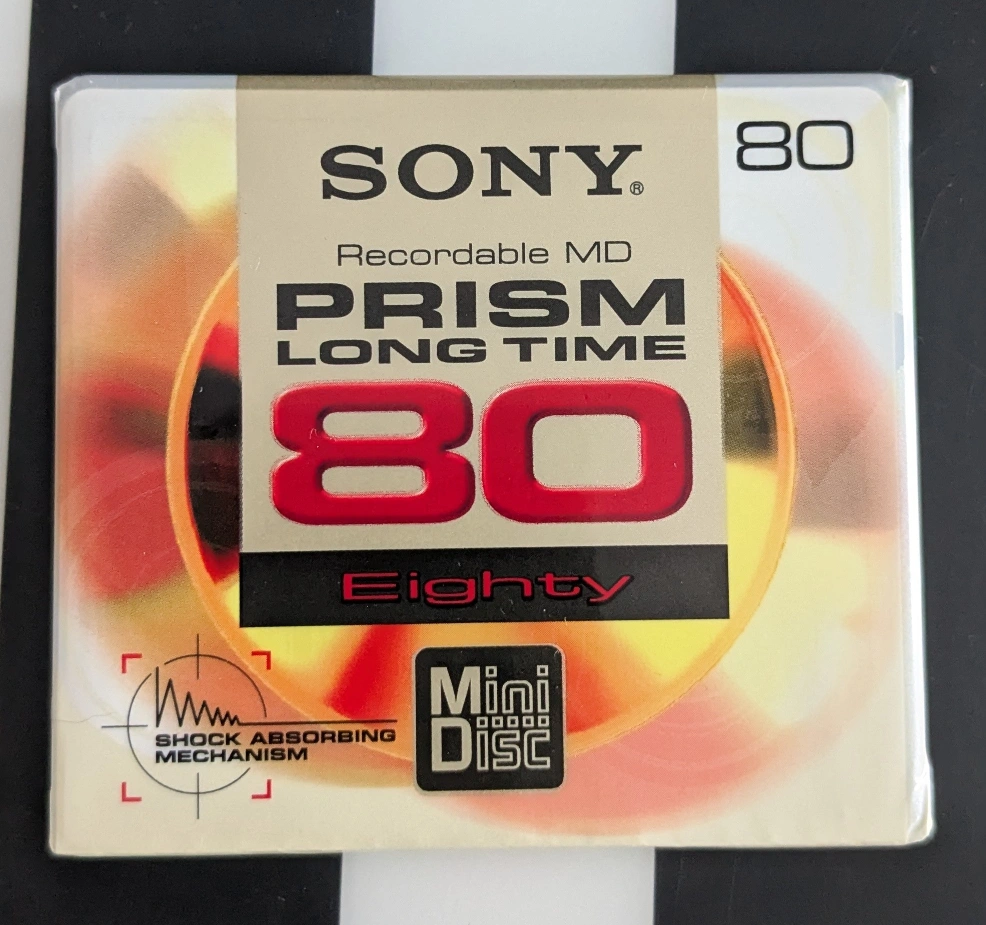 SONY®
80
Recordable MD
PRISM
LONG TIME
80
Eighty
SHOCK ABSORBING
MECHANISM
Mini
Disc